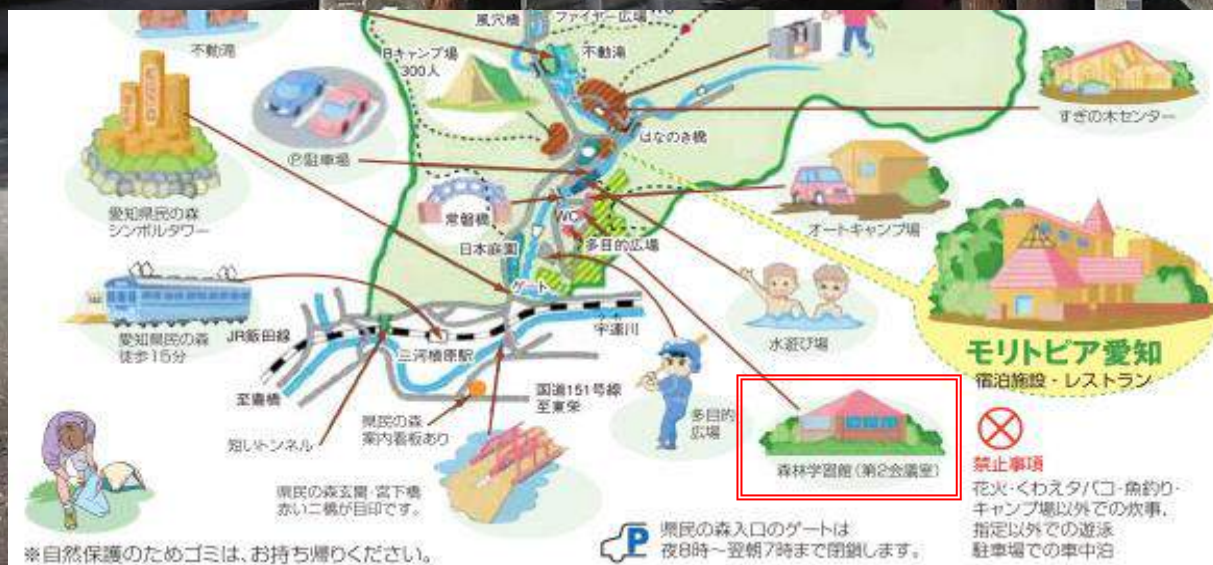 不動滝
風穴橋
ファイヤー広場
WC
Bキャンプ場
300人
不動滝
はなのき橋
すぎの木センター
Ⓟ駐車場
愛知県民の森
シンボルタワー
常磐橋
WC
日本庭園
多目的広場
オートキャンプ場
ゲート
愛知県民の森
徒歩15分
JR飯田線
三河槙原駅
宇連川
水遊び場
モリトピア愛知
宿泊施設・レストラン
至豊橋
国道151号線
至東栄
県民の森
案内看板あり
短いトンネル
多目的
広場
森林学習館(第2会議室)
県民の森玄関・宮下橋
赤い二橋が目印です。
禁止事項
花火・くわえタバコ・魚釣り・
キャンプ場以外での炊事、
指定以外での遊泳
駐車場での車中泊
P
県民の森入口のゲートは
夜8時～翌朝7時まで閉鎖します。
※自然保護のためゴミは、お持ち帰りください。